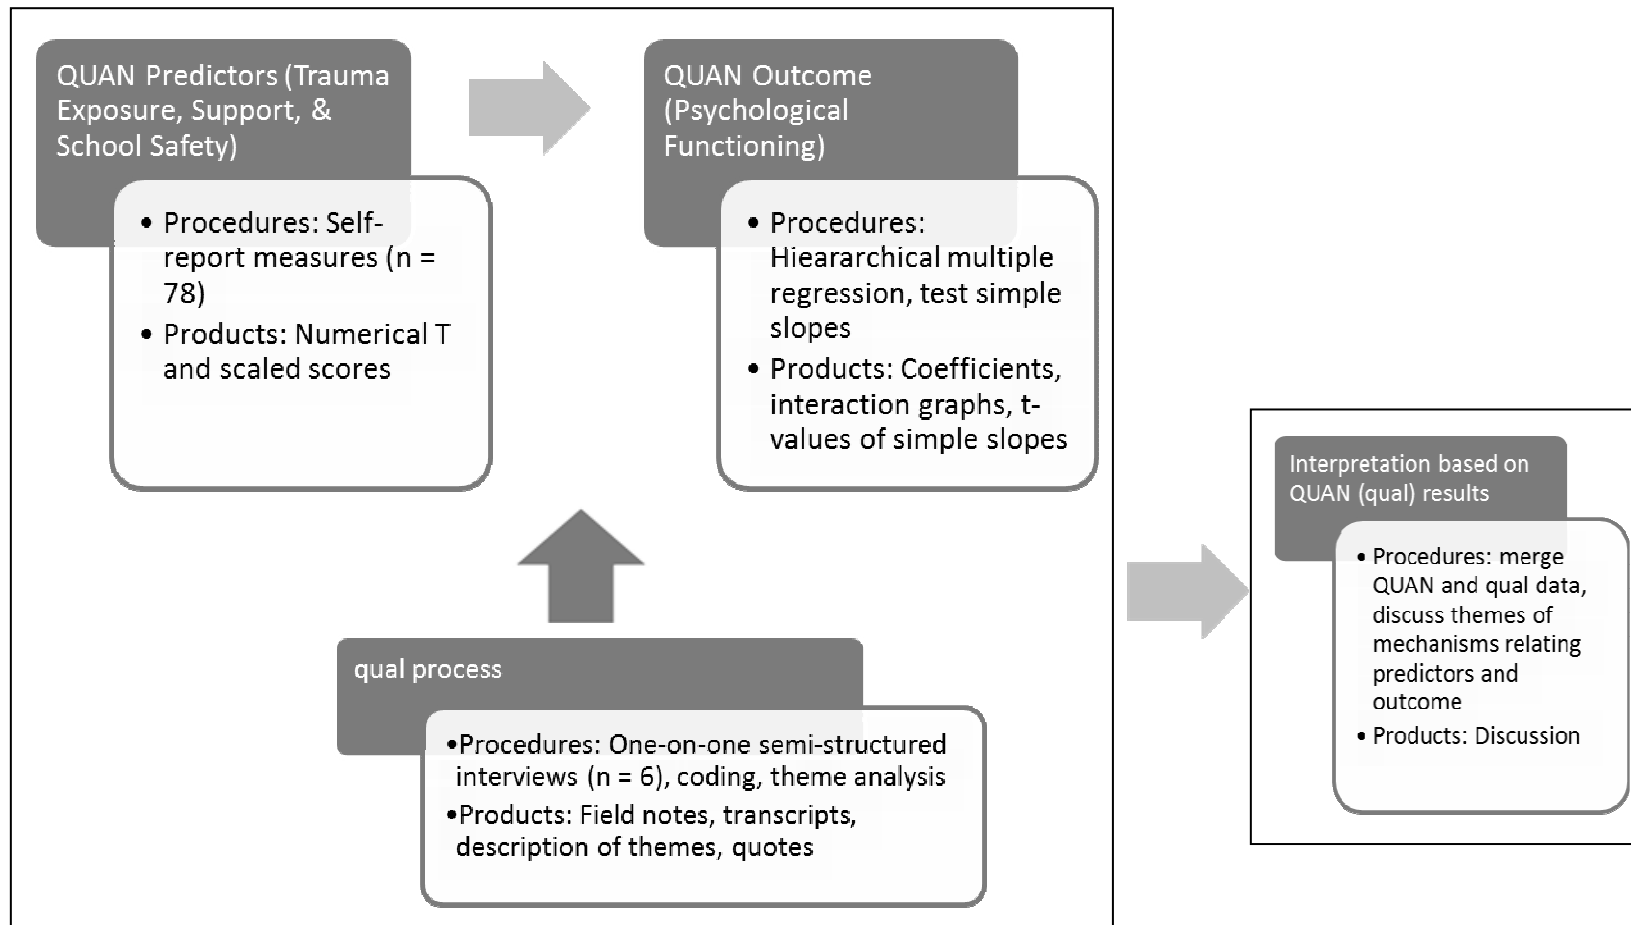 QUAN Predictors (Trauma
Exposure, Support, &
School Safety)
• Procedures: Self-
report measures (n =
78)
• Products: Numerical T
and scaled scores
QUAN Outcome
(Psychological
Functioning)
• Procedures:
Hieararchical multiple
regression, test simple
slopes
• Products: Coefficients,
interaction graphs, t-
values of simple slopes
qual process
•Procedures: One-on-one semi-structured
interviews (n = 6), coding, theme analysis
•Products: Field notes, transcripts,
description of themes, quotes
Interpretation based on
QUAN (qual) results
• Procedures: merge
QUAN and qual data,
discuss themes of
mechanisms relating
predictors and
outcome
• Products: Discussion